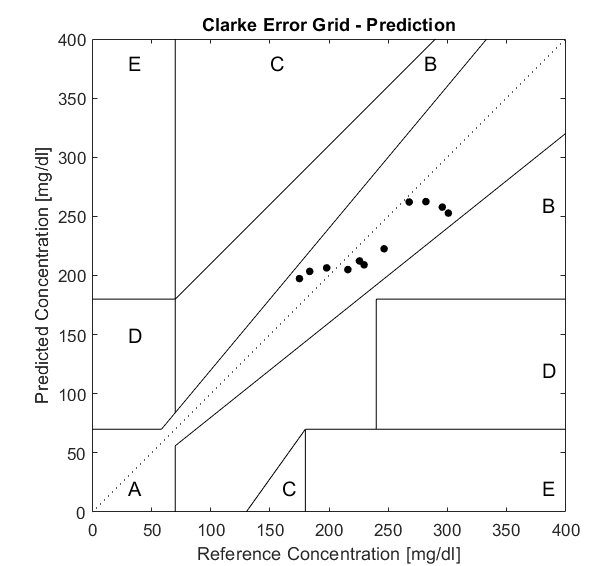 Clarke Error Grid - Prediction
400
E
C
B
350
300
B
250
200
150
D
D
100
50
A
C
E
0
0
50
100
150
200
250
300
350
400
Predicted Concentration [mg/dl]
Reference Concentration [mg/dl]